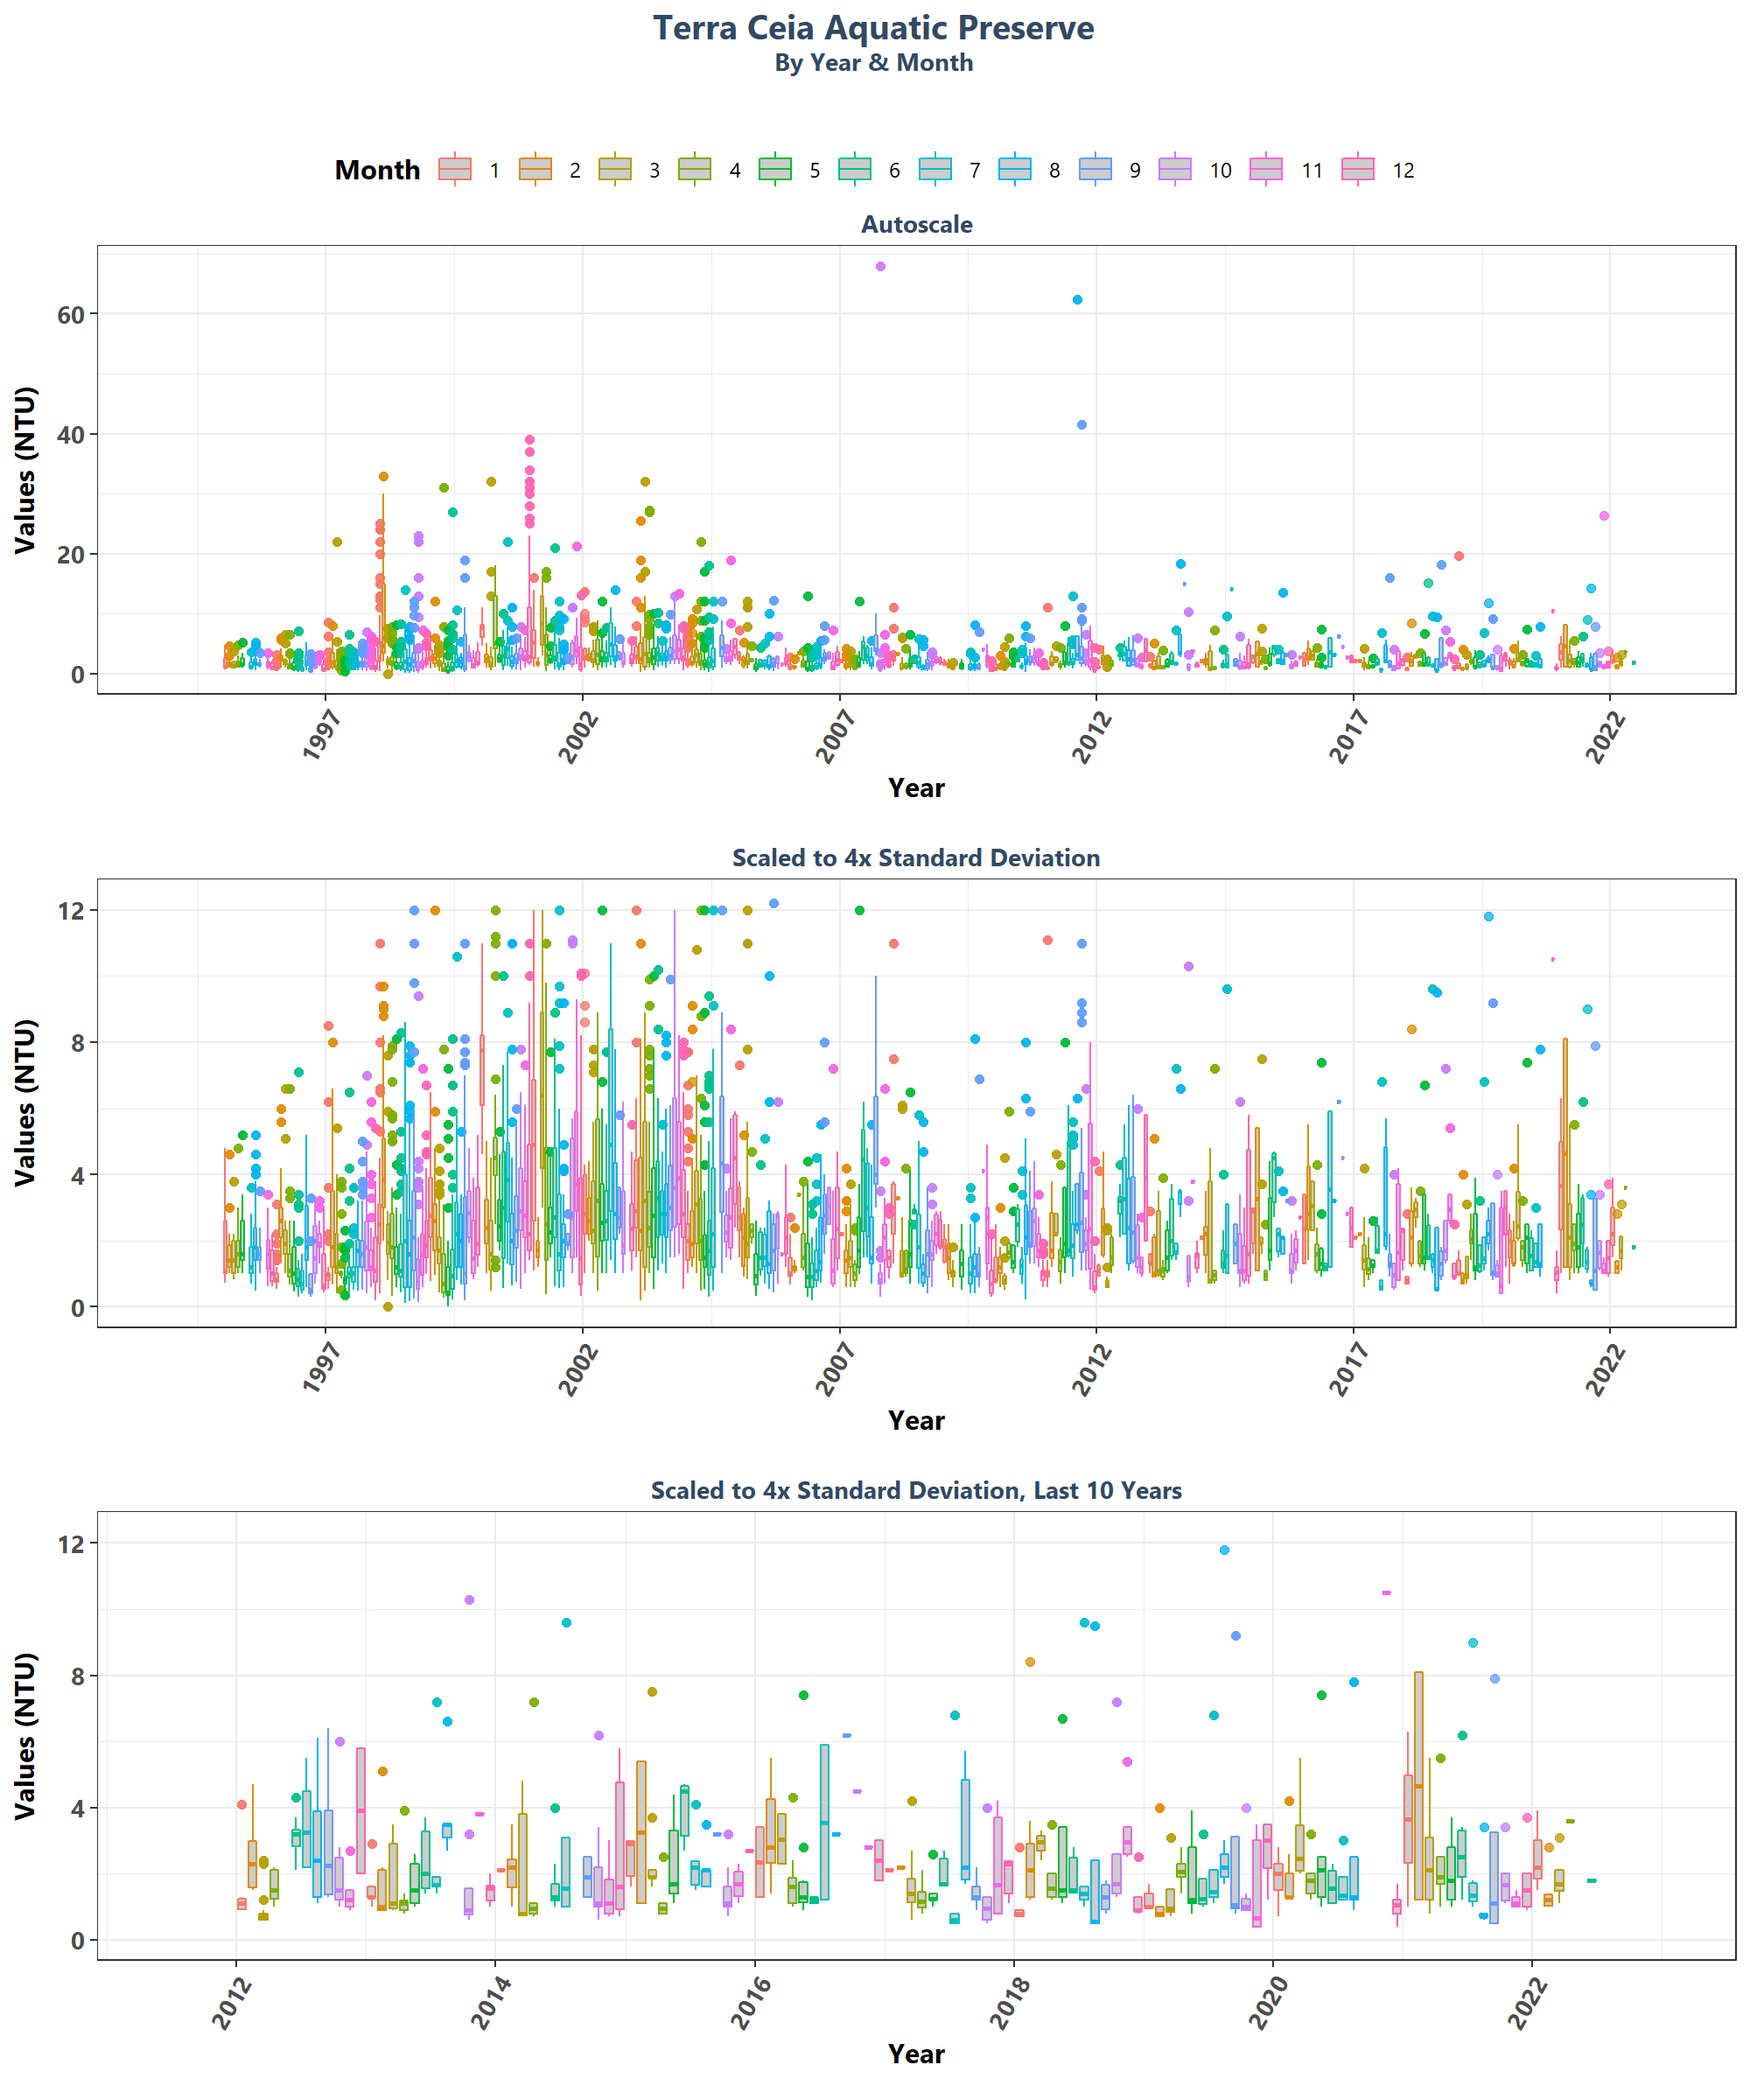 Terra Ceia Aquatic Preserve
By Year & Month
Month 1 2 3 4 5 6 7 8 9 10 11 12
Autoscale
Values (NTU)
60
40
20
0
1997 2002 2007 2012 2017 2022
Year
Scaled to 4x Standard Deviation
Values (NTU)
12
8
4
0
1997 2002 2007 2012 2017 2022
Year
Scaled to 4x Standard Deviation, Last 10 Years
Values (NTU)
12
8
4
0
2012 2014 2016 2018 2020 2022
Year